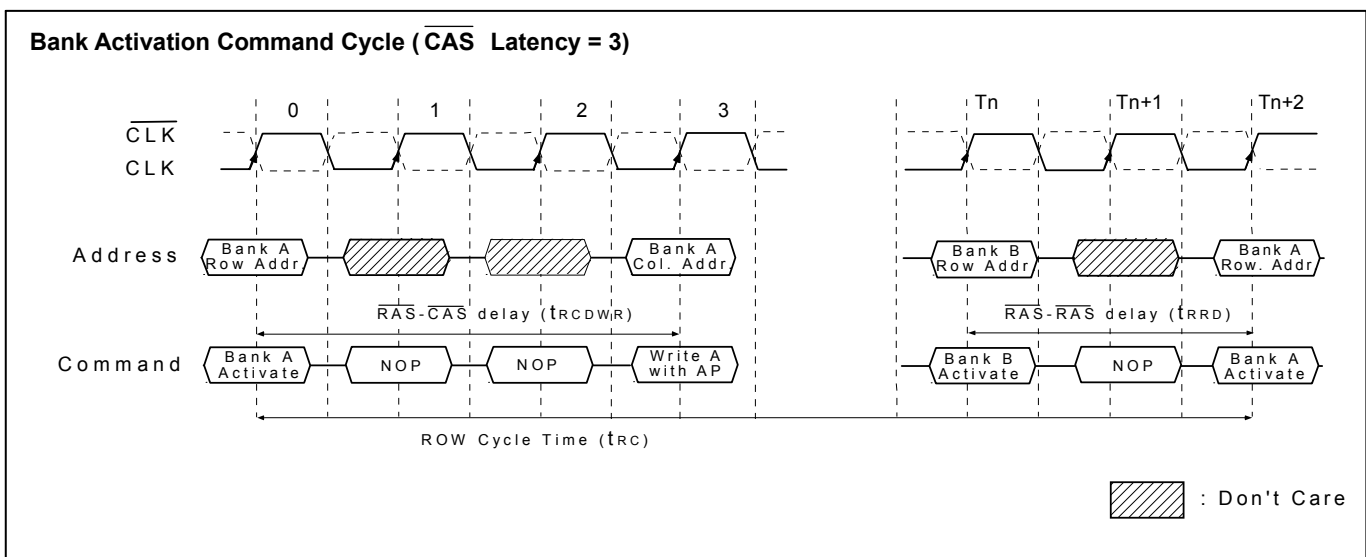 Bank Activation Command Cycle ( CAS Latency = 3)
0 1 2 3 Tn Tn+1 Tn+2
CLK
CLK
Address
Bank A
Row Addr.
Bank A
Col. Addr
Bank B
Row Addr
Bank A
Row. Addr
RAS-CAS delay (tRCDWR)
RAS-RAS delay (tRRD)
Command
Bank A
Activate
NOP
NOP
Write A
with AP
Bank B
Activate
NOP
Bank A
Activate
ROW Cycle Time (tRC)
: Don't Care